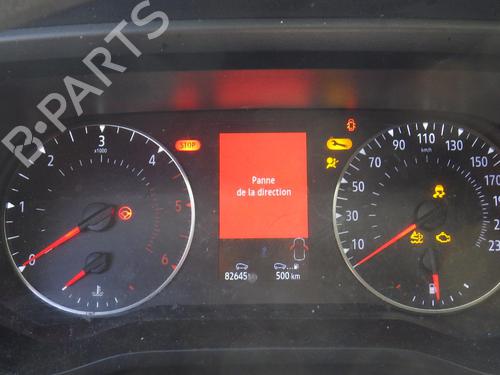 B-PARTS
STOP
Panne
de la direction
82645
500 km
0 1 2 3 4 5 6
x1000
10 30 50 70 90 110 130 150 170
km/h